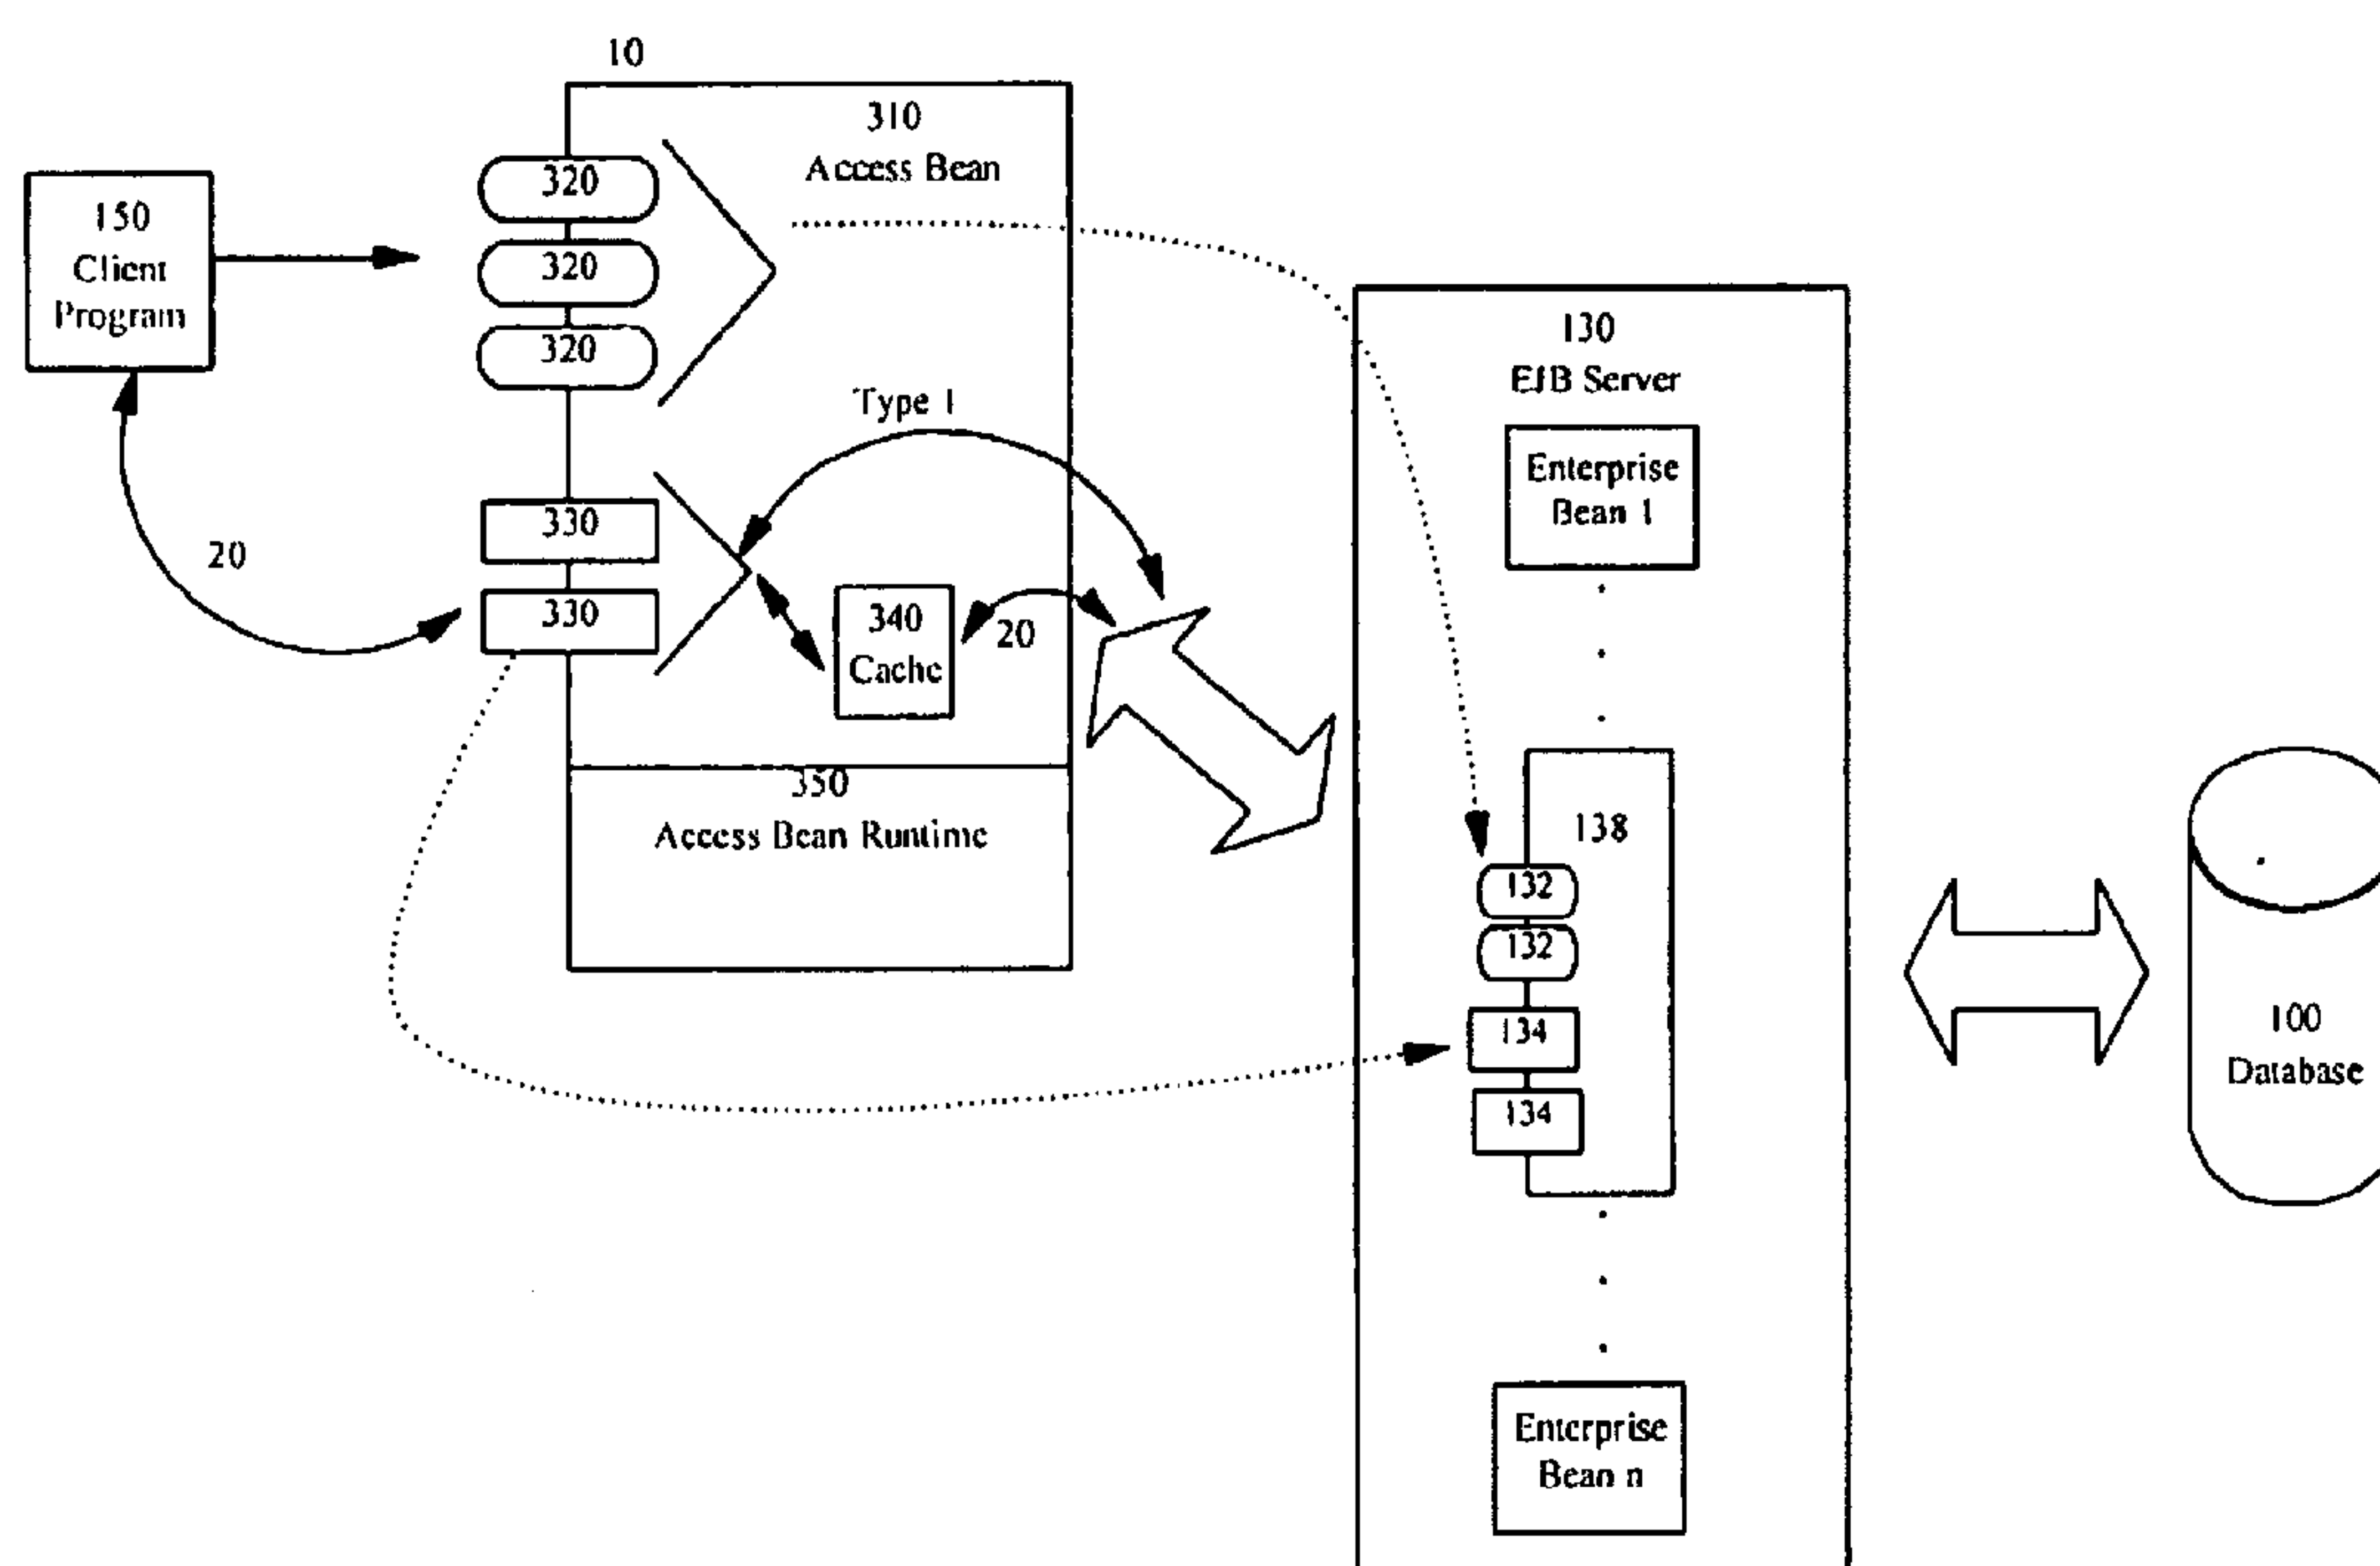 10
310
Access Bean
150
Client
Program
320
320
320
Type 1
330
330
20
340
Cache
20
350
Access Bean Runtime
130
EJB Server
Enterprise
Bean 1
138
132
132
134
134
Enterprise
Bean n
100
Database